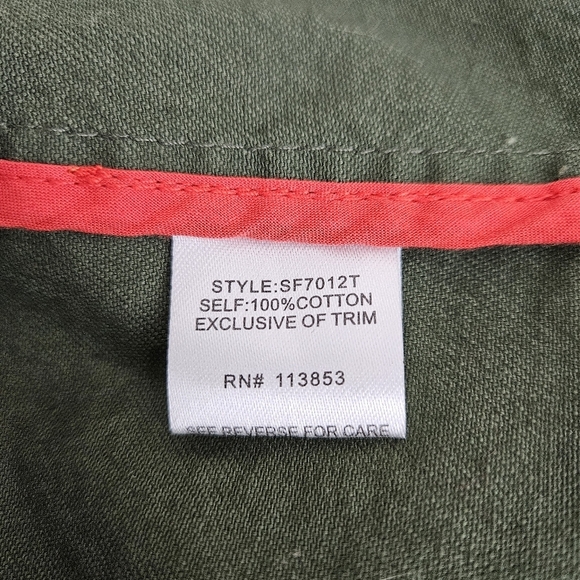 STYLE:SF7012T
SELF:100%COTTON
EXCLUSIVE OF TRIM
RN# 113853
SEE REVERSE FOR CARE